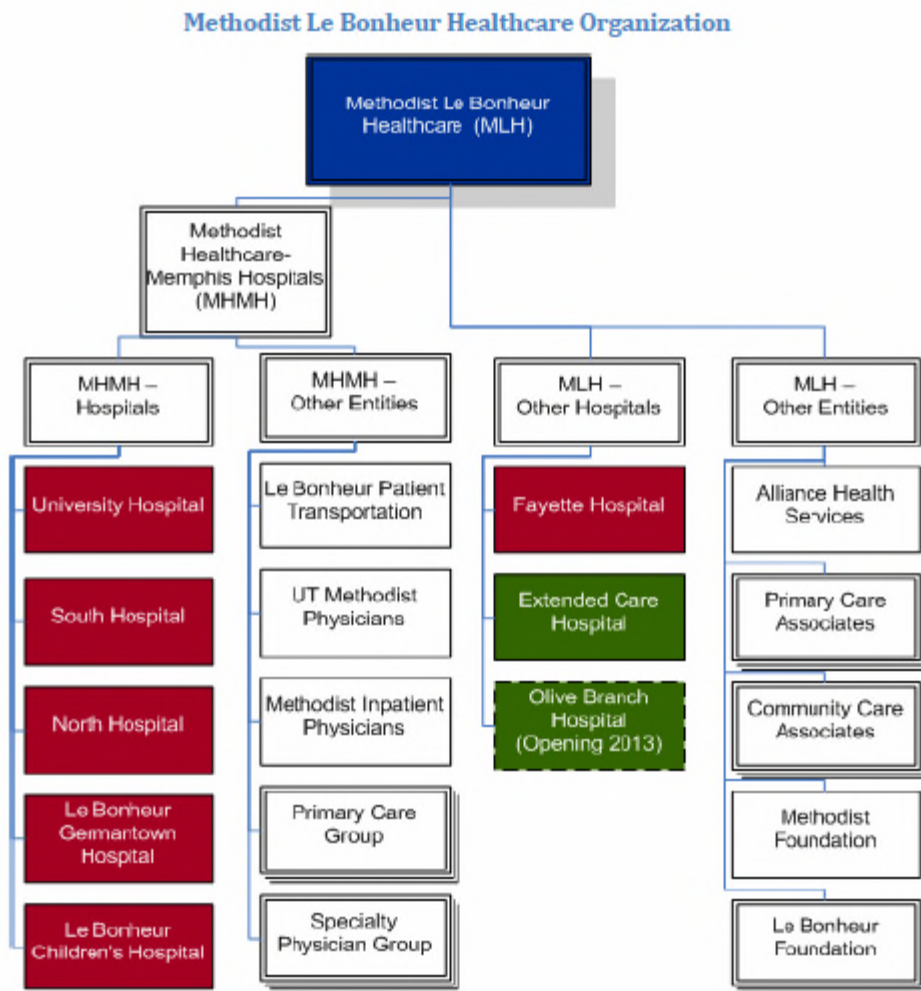 Methodist Le Bonheur Healthcare Organization
Methodist Le Bonheur
Healthcare (MLH)
Methodist
Healthcare-
Memphis Hospitals
(MHMH)
MHMH –
Hospitals
MHMH –
Other Entities
MLH –
Other Hospitals
MLH –
Other Entities
University Hospital
South Hospital
North Hospital
Le Bonheur
Germantown
Hospital
Le Bonheur
Children's Hospital
Le Bonheur Patient
Transportation
UT Methodist
Physicians
Methodist Inpatient
Physicians
Primary Care
Group
Specialty
Physician Group
Fayette Hospital
Extended Care
Hospital
Olive Branch
Hospital
(Opening 2013)
Alliance Health
Services
Primary Care
Associates
Community Care
Associates
Methodist
Foundation
Le Bonheur
Foundation